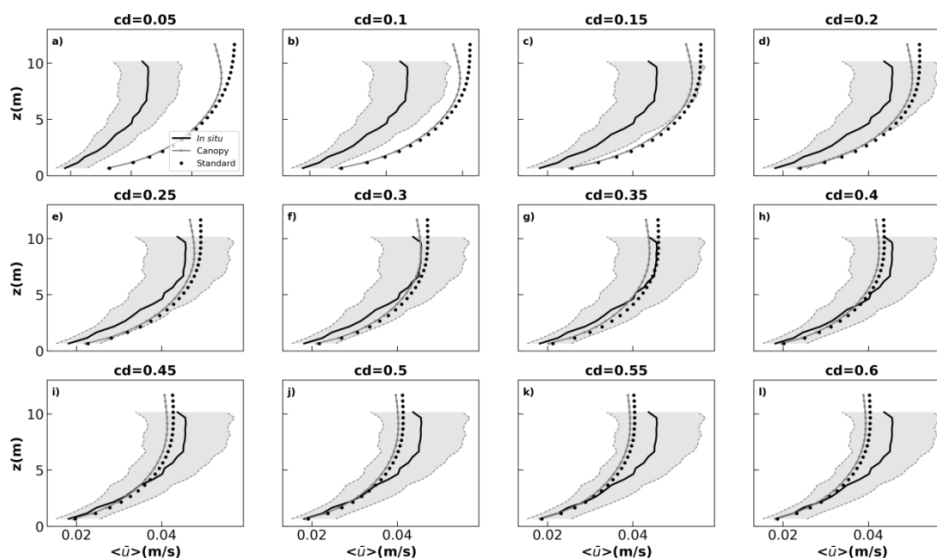 cd=0.05 cd=0.1 cd=0.15 cd=0.2
a) b) c) d)
10
z(m)
5
0
In situ
Canopy
Standard
cd=0.25 cd=0.3 cd=0.35 cd=0.4
e) f) g) h)
10
z(m)
5
0
cd=0.45 cd=0.5 cd=0.55 cd=0.6
i) j) k) l)
10
z(m)
5
0
0.02 0.04 0.02 0.04 0.02 0.04 0.02 0.04
<ū>(m/s) <ū>(m/s) <ū>(m/s) <ū>(m/s)